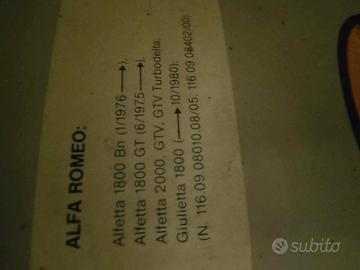 ALFA ROMEO:
Alfetta 1800 Bn (1/1976 →),
Alfetta 1800 GT (6/1975 →),
Alfetta 2000, GTV, GTV Turbodelta,
Giulietta 1800 (→ 10/1980).
(N. 116.09.08010 08/05. 116.09.08402/00)
subito